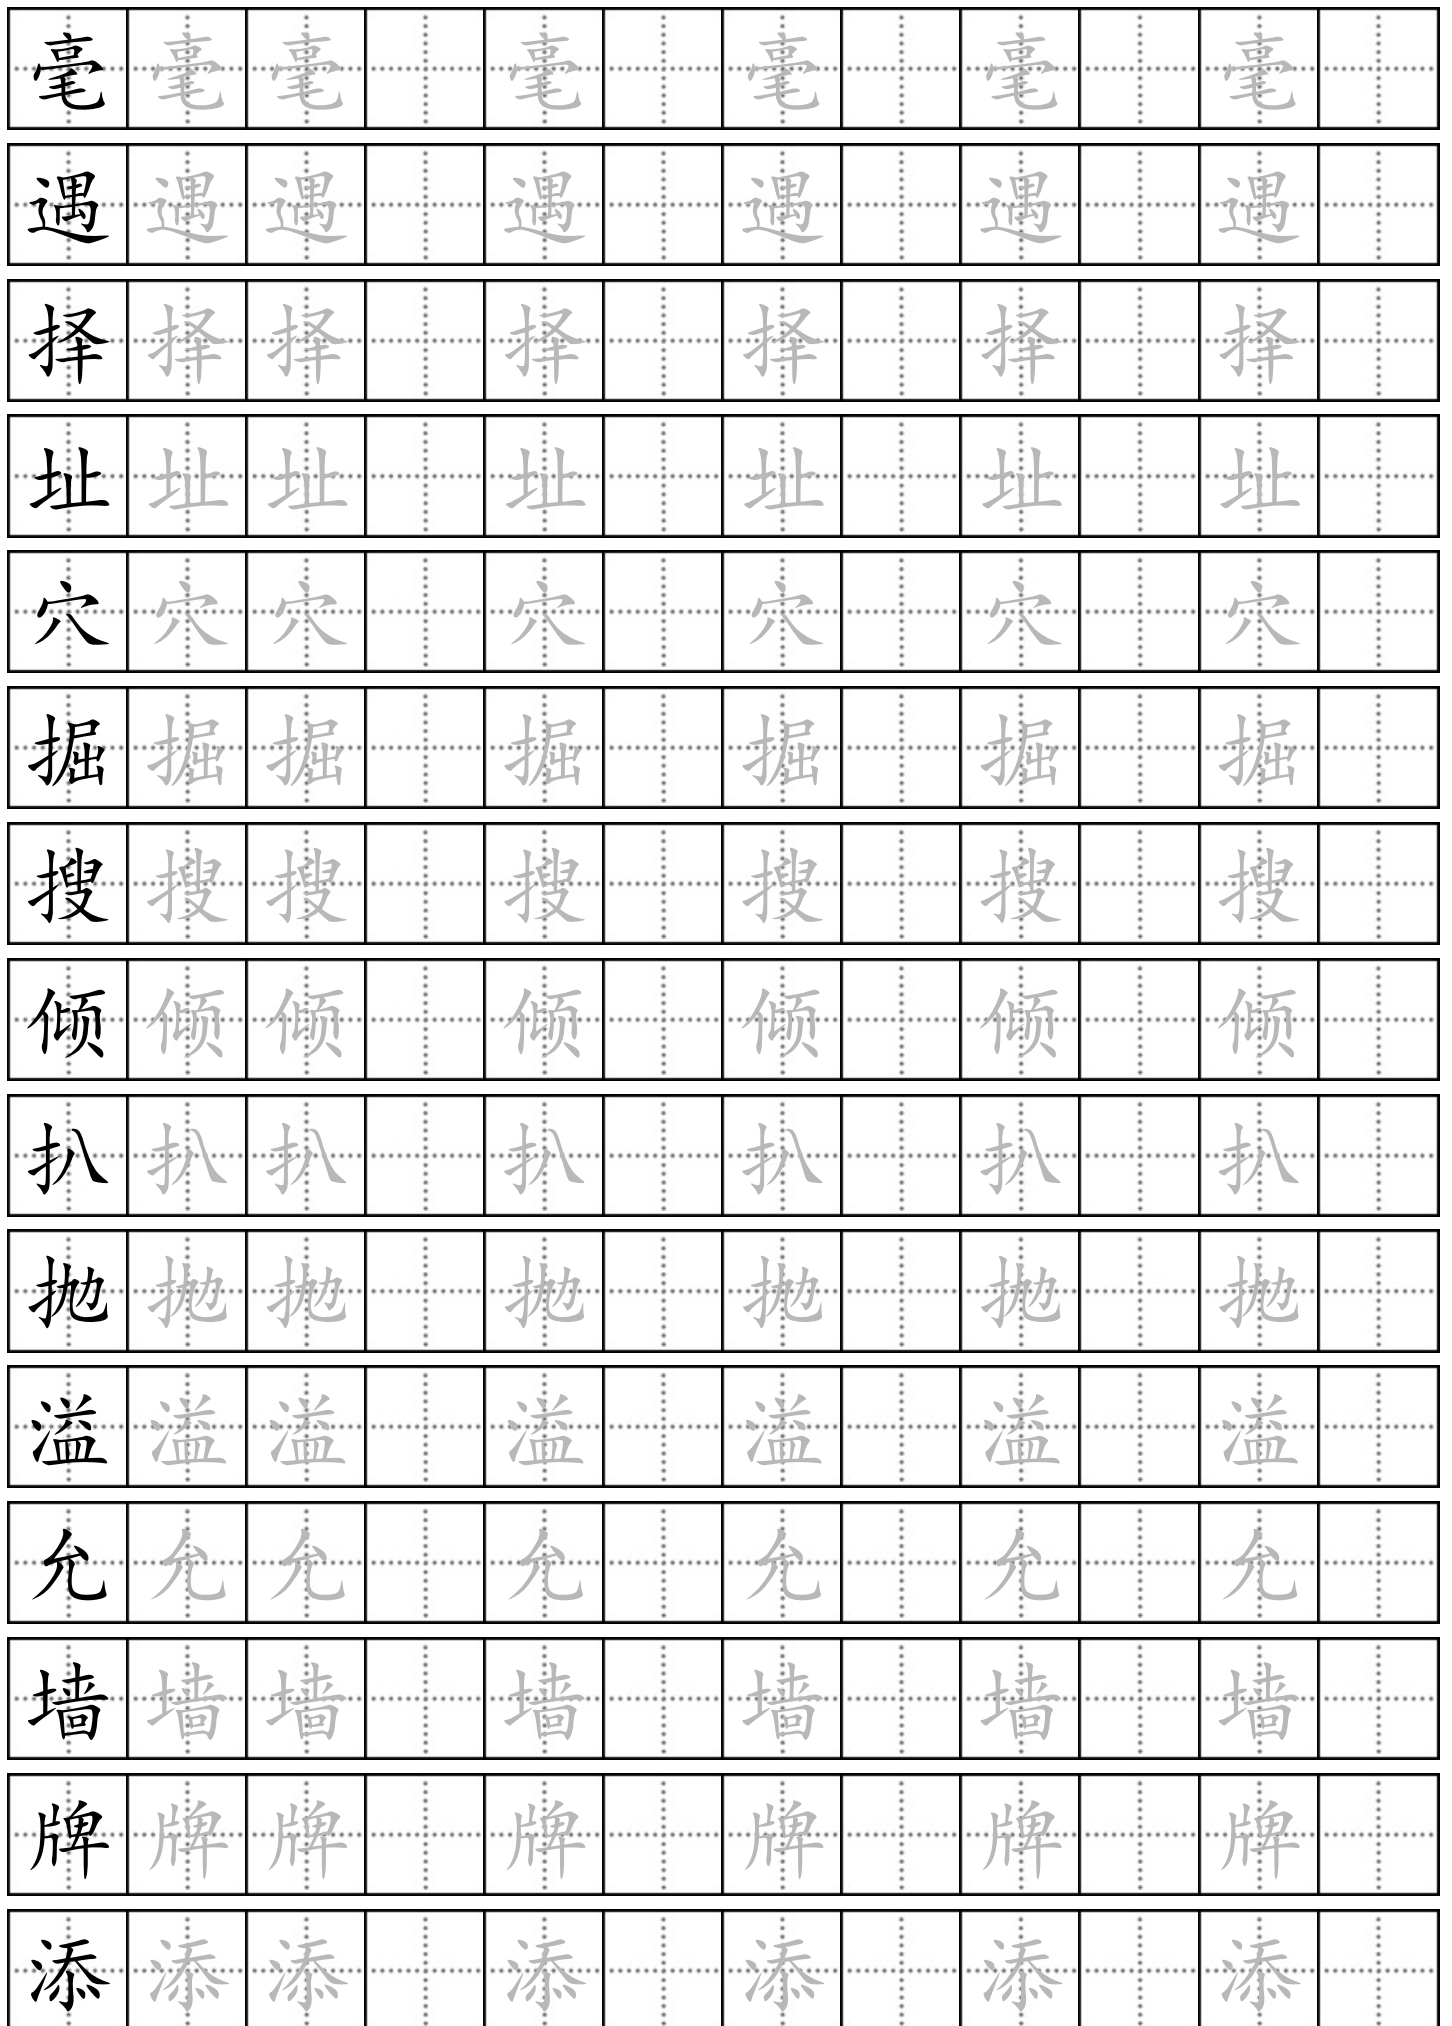 毫 毫 毫 毫 毫 毫 毫
遇 遇 遇 遇 遇 遇 遇
择 择 择 择 择 择 择
址 址 址 址 址 址 址
穴 穴 穴 穴 穴 穴 穴
掘 掘 掘 掘 掘 掘 掘
搜 搜 搜 搜 搜 搜 搜
倾 倾 倾 倾 倾 倾 倾
扒 扒 扒 扒 扒 扒 扒
抛 抛 抛 抛 抛 抛 抛
溢 溢 溢 溢 溢 溢 溢
允 允 允 允 允 允 允
墙 墙 墙 墙 墙 墙 墙
牌 牌 牌 牌 牌 牌 牌
添 添 添 添 添 添 添